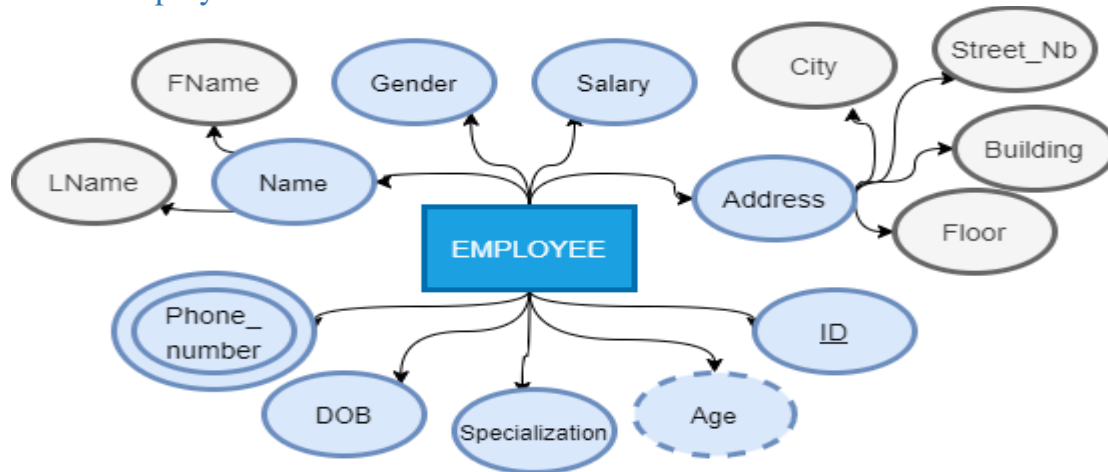 FName
Gender
Salary
City
Street_Nb
LName
Name
Address
Building
Floor
EMPLOYEE
Phone_
number
DOB
Specialization
Age
ID